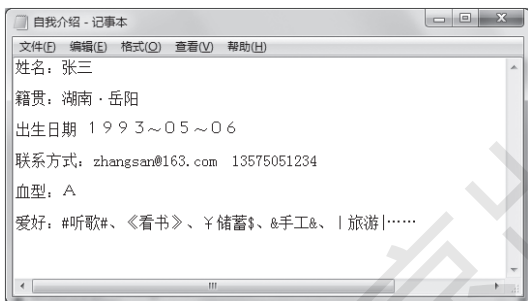 自我介绍 - 记事本
文件(F) 编辑(E) 格式(O) 查看(V) 帮助(H)
姓名：张三
籍贯：湖南·岳阳
出生日期 １９９３～０５～０６
联系方式：zhangsan@163.com 13575051234
血型：Ａ
爱好：#听歌#、《看书》、￥储蓄$、&手工&、｜旅游|……